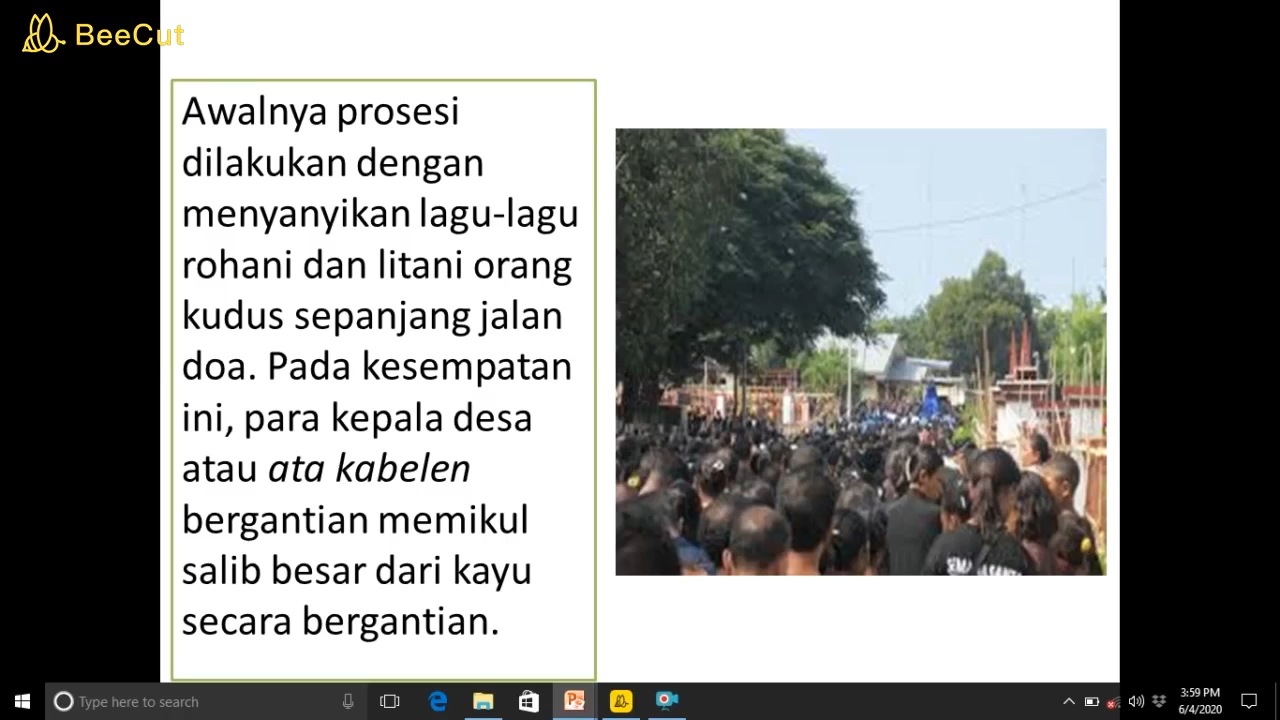 BeeCut
Awalnya prosesi
dilakukan dengan
menyanyikan lagu-lagu
rohani dan litani orang
kudus sepanjang jalan
doa. Pada kesempatan
ini, para kepala desa
atau ata kabelen
bergantian memikul
salib besar dari kayu
secara bergantian.
Type here to search
3:59 PM
6/4/2020